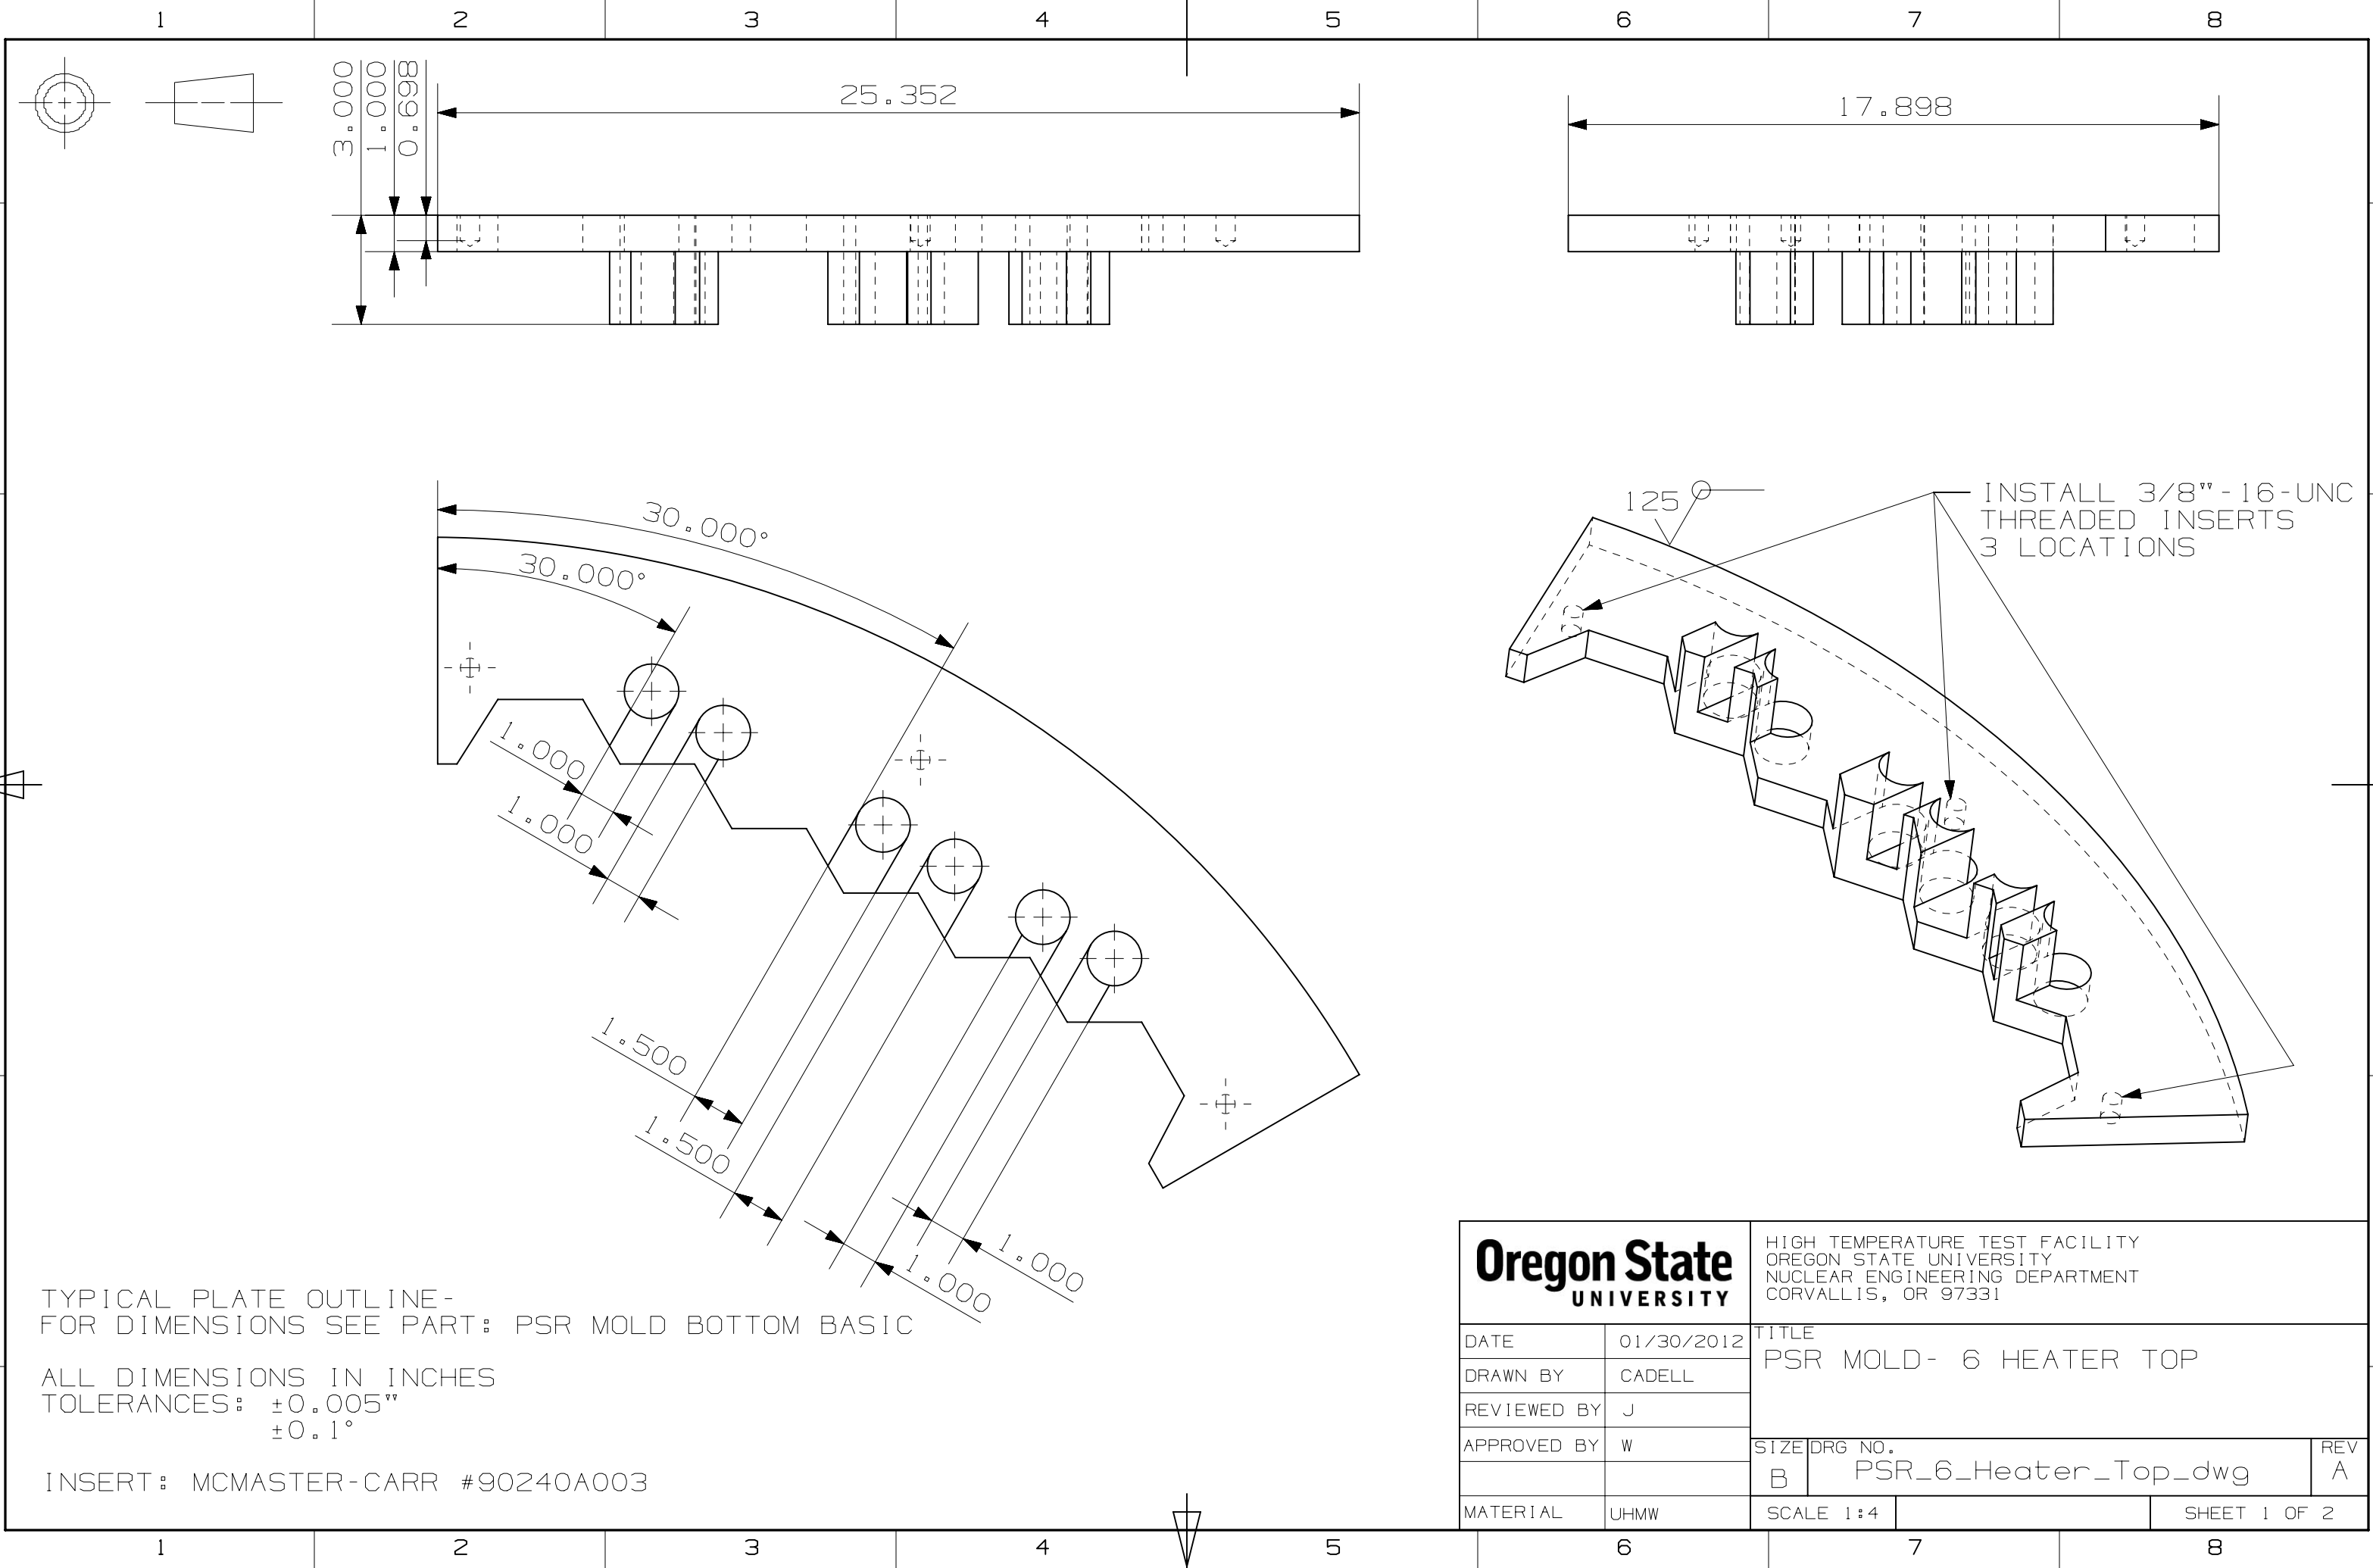 1 2 3 4 5 6 7 8
3.000
1.000
0.698
25.352
17.898
30.000°
30.000°
1.000
1.000
1.500
1.500
1.000
1.000
125
INSTALL 3/8"-16-UNC
THREADED INSERTS
3 LOCATIONS
TYPICAL PLATE OUTLINE-
FOR DIMENSIONS SEE PART: PSR MOLD BOTTOM BASIC
ALL DIMENSIONS IN INCHES
TOLERANCES: ±0.005"
±0.1°
INSERT: MCMASTER-CARR #90240A003
Oregon State
UNIVERSITY
HIGH TEMPERATURE TEST FACILITY
OREGON STATE UNIVERSITY
NUCLEAR ENGINEERING DEPARTMENT
CORVALLIS, OR 97331
DATE 01/30/2012
DRAWN BY CADELL
REVIEWED BY J
APPROVED BY W
MATERIAL UHMW
TITLE
PSR MOLD- 6 HEATER TOP
SIZE DRG NO. REV
B PSR_6_Heater_Top_dwg A
SCALE 1:4 SHEET 1 OF 2
1 2 3 4 5 6 7 8